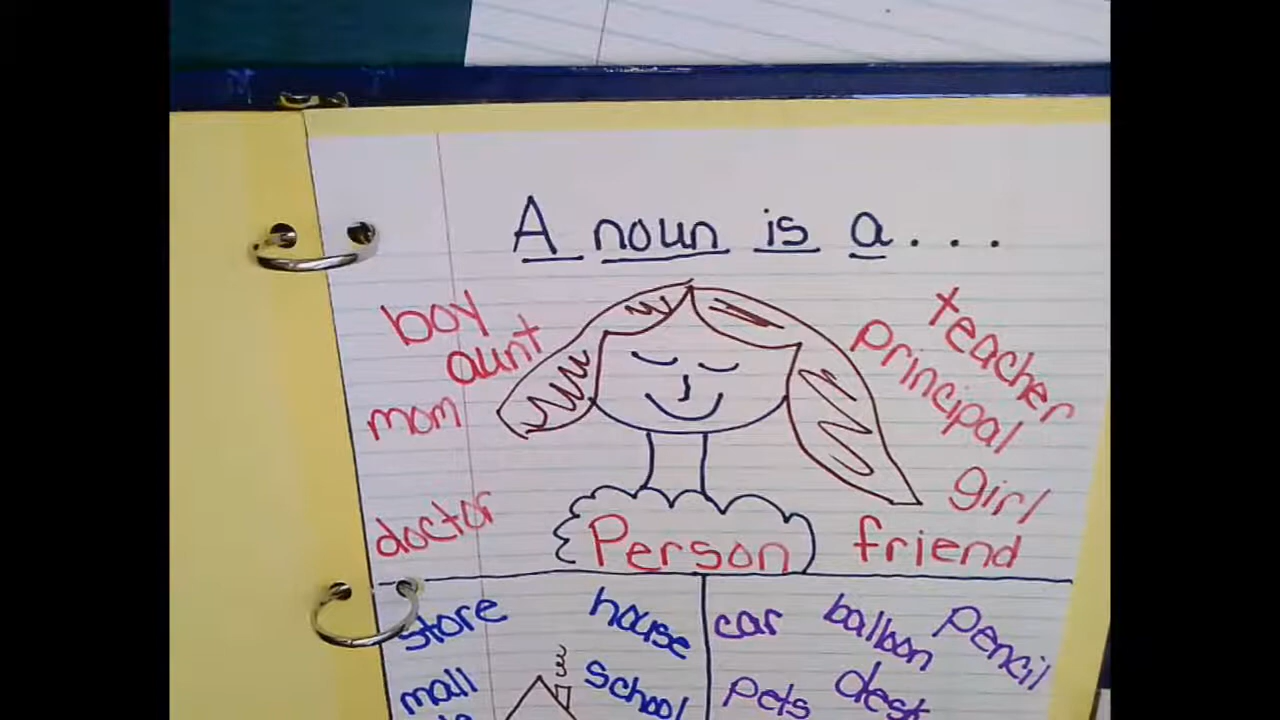 A noun is a...
boy
aunt
mom
doctor
teacher
principal
girl
friend
Person
store
house
mall
school
car
balloon
pencil
pets
desk